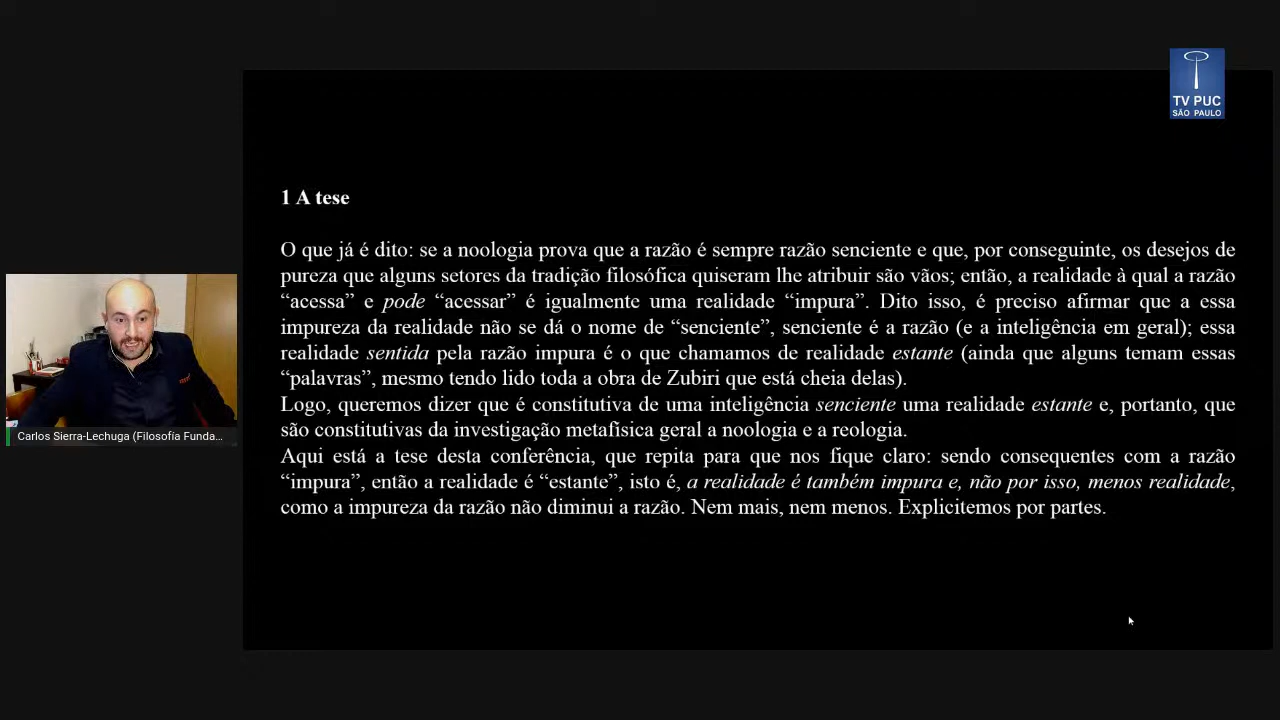 TV PUC
SÃO PAULO
1 A tese
O que já é dito: se a noologia prova que a razão é sempre razão senciente e que, por conseguinte, os desejos de
pureza que alguns setores da tradição filosófica quiseram lhe atribuir são vãos; então, a realidade à qual a razão
“acessa” e pode “acessar” é igualmente uma realidade “impura”. Dito isso, é preciso afirmar que a essa
impureza da realidade não se dá o nome de “senciente”, senciente é a razão (e a inteligência em geral); essa
realidade sentida pela razão impura é o que chamamos de realidade estante (ainda que alguns temam essas
“palavras”, mesmo tendo lido toda a obra de Zubiri que está cheia delas).
Logo, queremos dizer que é constitutiva de uma inteligência senciente uma realidade estante e, portanto, que
são constitutivas da investigação metafísica geral a noologia e a reologia.
Aqui está a tese desta conferência, que repita para que nos fique claro: sendo consequentes com a razão
“impura”, então a realidade é “estante”, isto é, a realidade é também impura e, não por isso, menos realidade,
como a impureza da razão não diminui a razão. Nem mais, nem menos. Explicitemos por partes.
Carlos Sierra-Lechuga (Filosofía Funda...